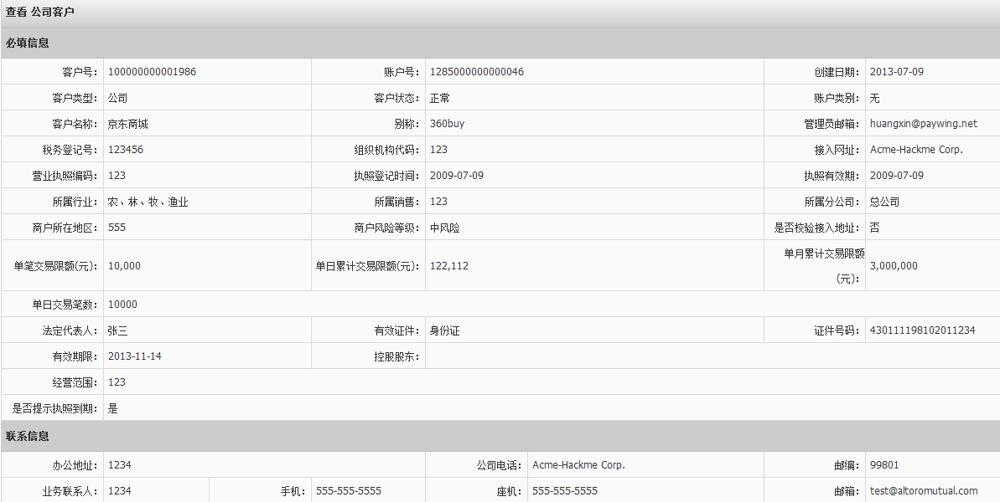 查看 公司客户
必填信息
客户号： 100000000001986 账户号： 1285000000000046 创建日期： 2013-07-09
客户类型： 公司 客户状态： 正常 账户类别： 无
客户名称： 京东商城 别称： 360buy 管理员邮箱： huangxin@paywing.net
税务登记号： 123456 组织机构代码： 123 接入网址： Acme-Hackme Corp.
营业执照编码： 123 执照登记时间： 2009-07-09 执照有效期： 2009-07-09
所属行业： 农、林、牧、渔业 所属销售： 123 所属分公司： 总公司
商户所在地区： 555 商户风险等级： 中风险 是否校验接入地址： 否
单笔交易限额(元)： 10,000 单日累计交易限额(元)： 122,112 单月累计交易限额
(元)： 3,000,000
单日交易笔数： 10000
法定代表人： 张三 有效证件： 身份证 证件号码： 430111198102011234
有效期限： 2013-11-14 控股股东：
经营范围： 123
是否提示执照到期： 是
联系信息
办公地址： 1234 公司电话： Acme-Hackme Corp. 邮编： 99801
业务联系人： 1234 手机： 555-555-5555 座机： 555-555-5555 邮箱： test@altoromutual.com